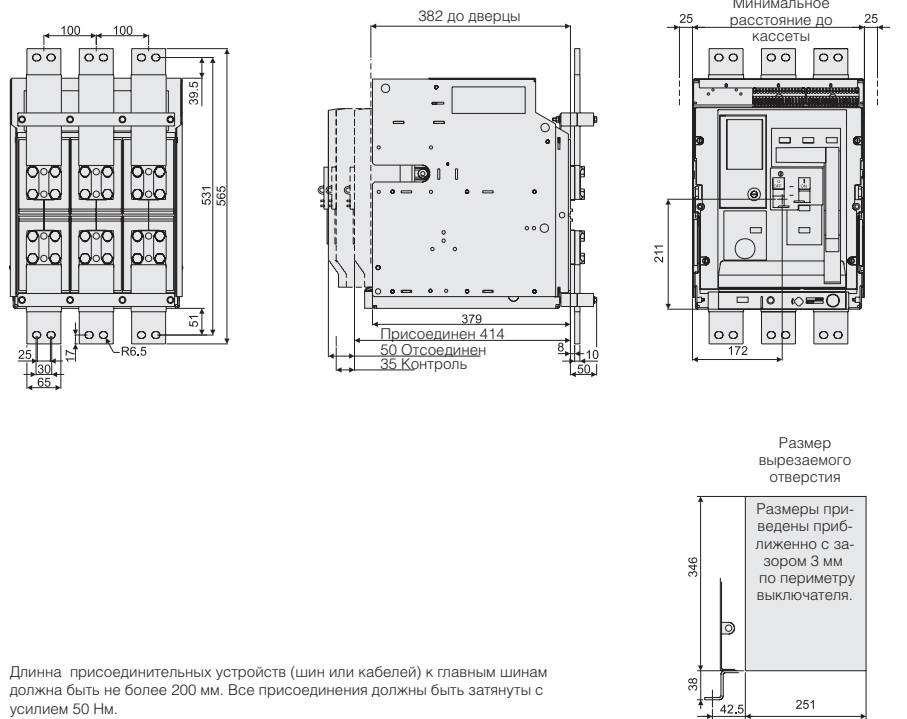 100
100
39.5
531
565
51
25
17
R6.5
30
65
382 до дверцы
379
Присоединен 414
50 Отсоединен
35 Контроль
8
10
50
Минимальное
расстояние до
кассеты
25
25
OFF
ON
211
172
Размер
вырезаемого
отверстия
Размеры при-
ведены приб-
лиженно с за-
зором 3 мм
по периметру
выключателя.
346
38
42.5
251
Длинна присоединительных устройств (шин или кабелей) к главным шинам
должна быть не более 200 мм. Все присоединения должны быть затянуты с
усилием 50 Нм.